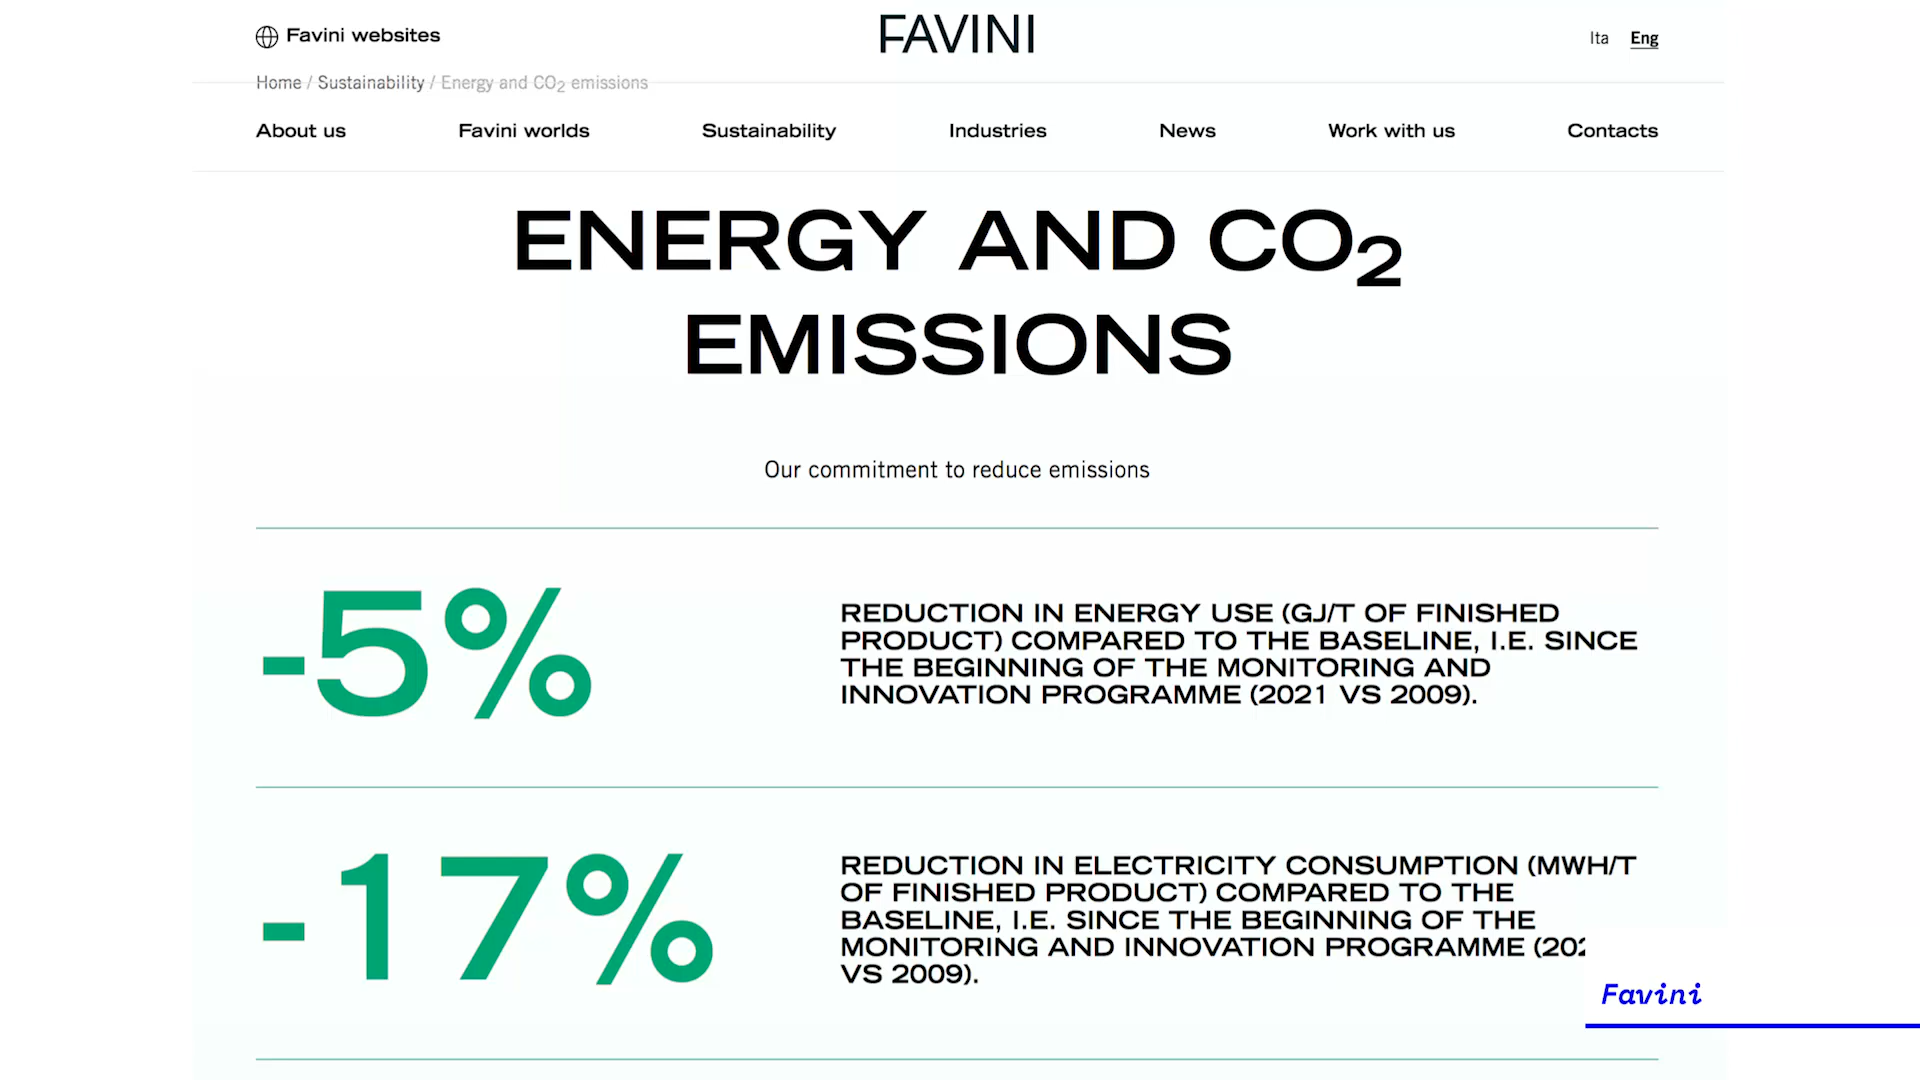 Favini websites
FAVINI
Ita Eng
Home / Sustainability / Energy and CO2 emissions
About us Favini worlds Sustainability Industries News Work with us Contacts
ENERGY AND CO2
EMISSIONS
Our commitment to reduce emissions
-5%
REDUCTION IN ENERGY USE (GJ/T OF FINISHED
PRODUCT) COMPARED TO THE BASELINE, I.E. SINCE
THE BEGINNING OF THE MONITORING AND
INNOVATION PROGRAMME (2021 VS 2009).
-17%
REDUCTION IN ELECTRICITY CONSUMPTION (MWH/T
OF FINISHED PRODUCT) COMPARED TO THE
BASELINE, I.E. SINCE THE BEGINNING OF THE
MONITORING AND INNOVATION PROGRAMME
VS 2009).
Favini